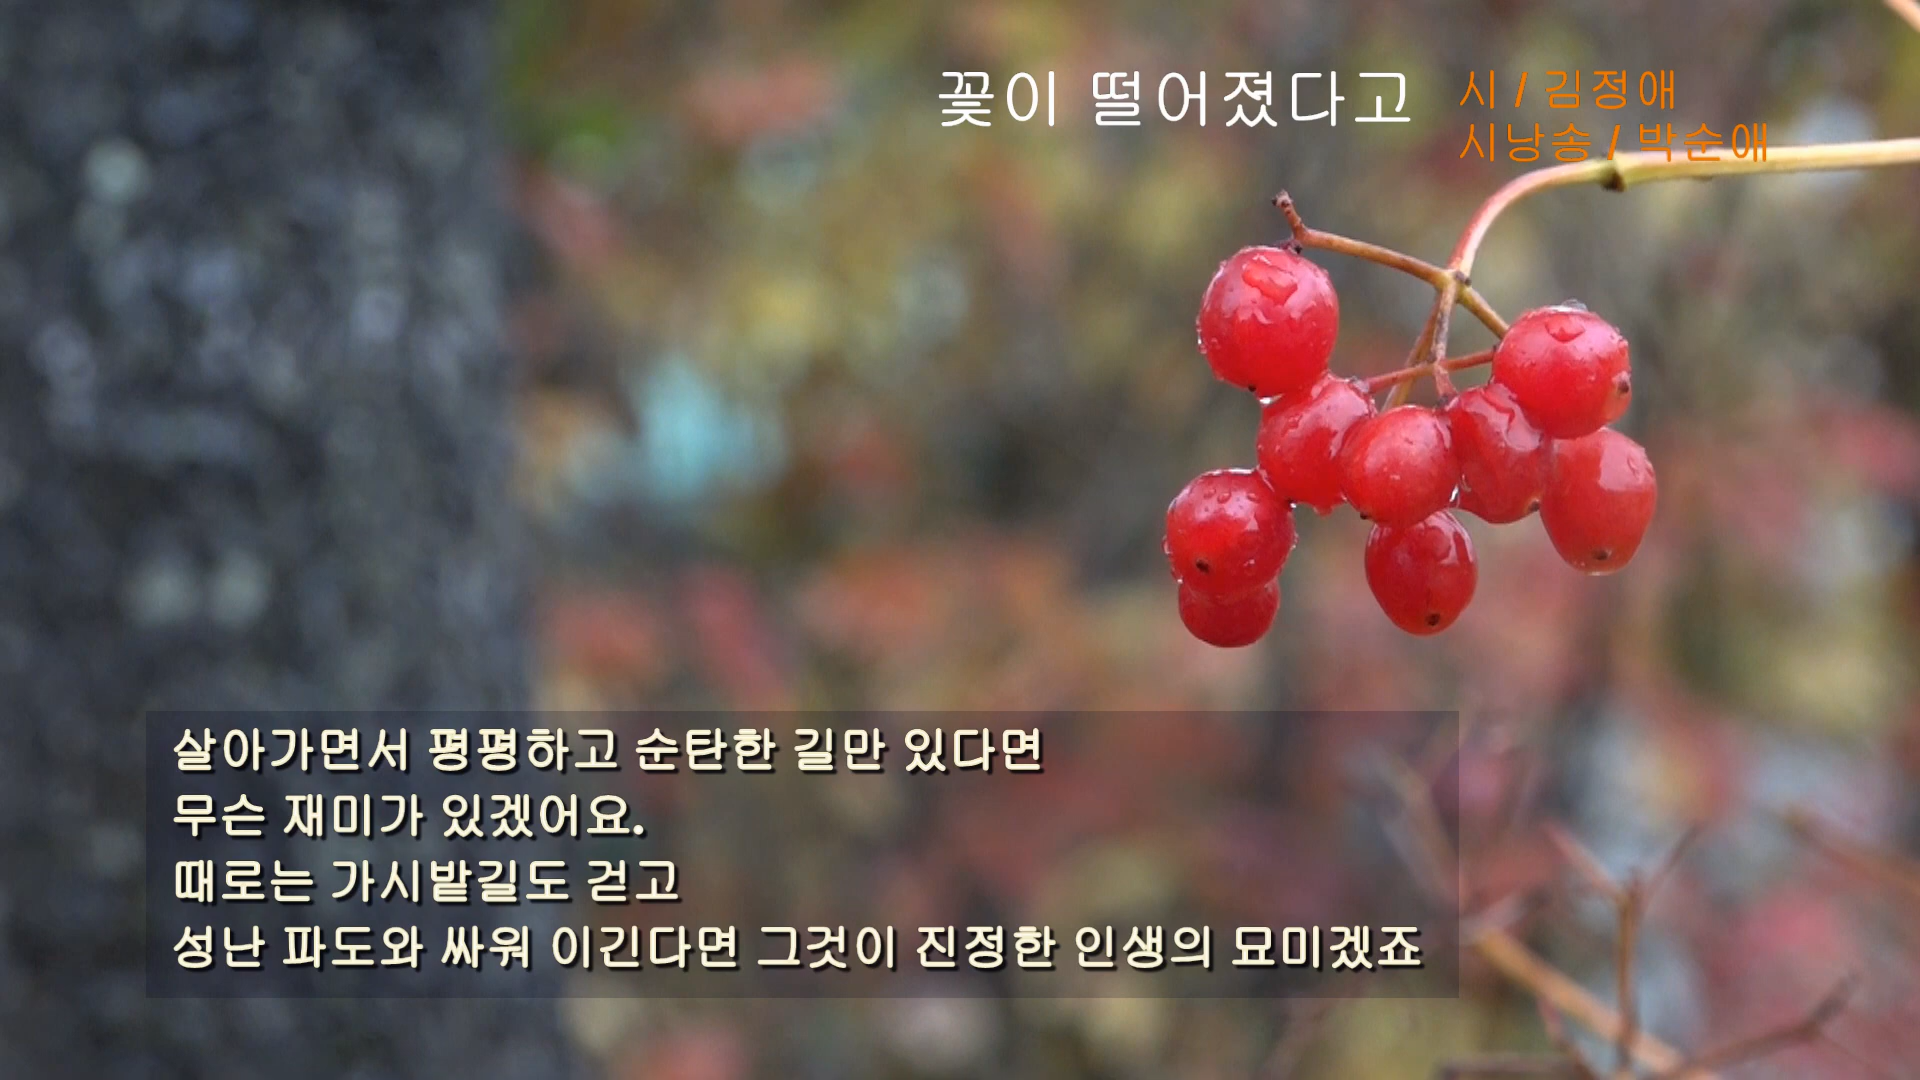 꽃이 떨어졌다고
시 / 김정애
시낭송 / 박순애
살아가면서 평평하고 순탄한 길만 있다면
무슨 재미가 있겠어요.
때로는 가시밭길도 걷고
성난 파도와 싸워 이긴다면 그것이 진정한 인생의 묘미겠죠